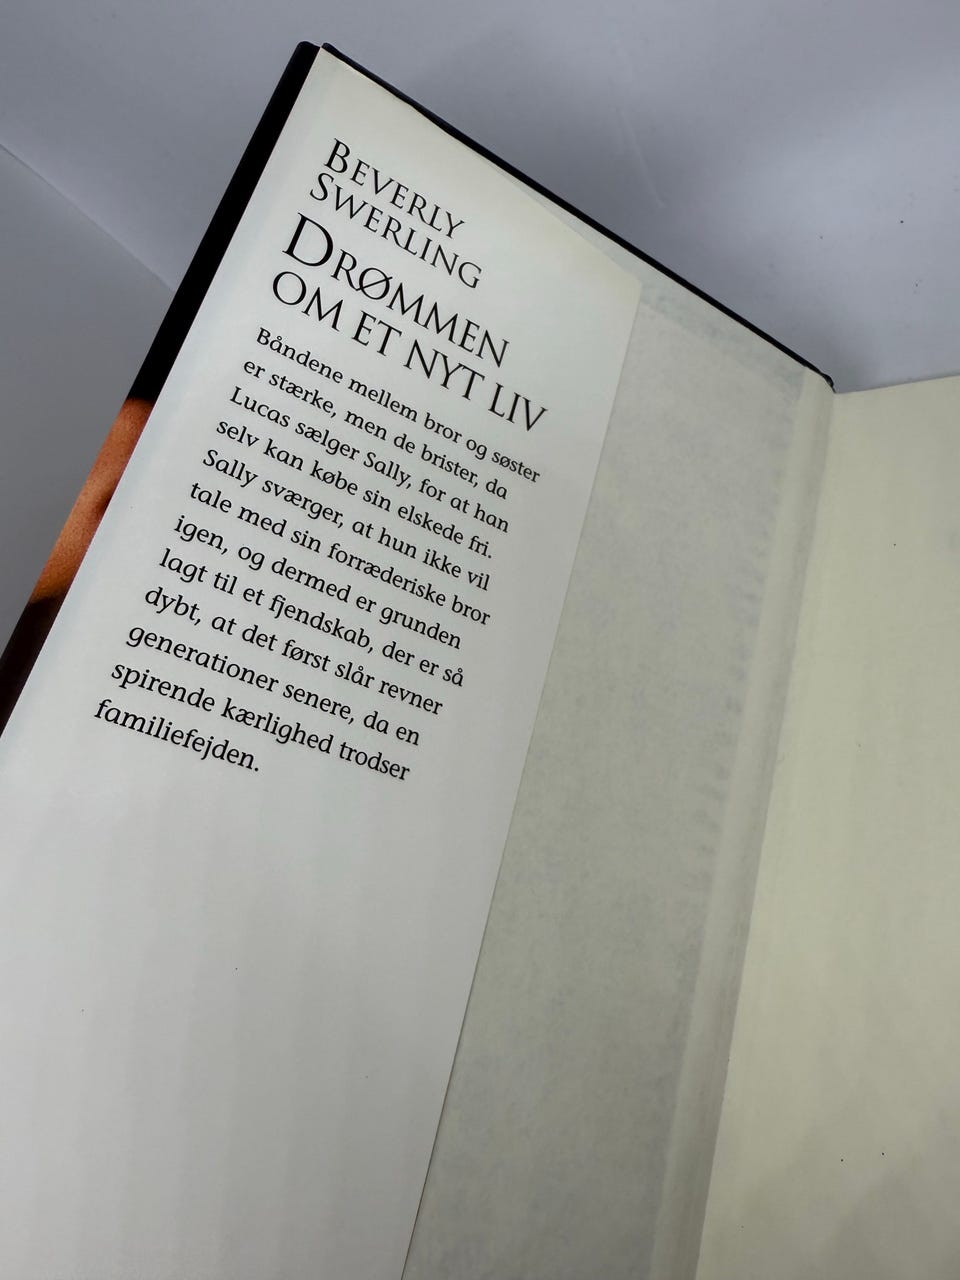 BEVERLY
SWERLING
DRØMMEN
OM ET NYT LIV
Båndene mellem bror og søster
er stærke, men de brister, da
Lucas sælger Sally, for at han
selv kan købe sin elskede fri.
Sally sværger, at hun ikke vil
tale med sin forræderiske bror
igen, og dermed er grunden
lagt til et fjendskab, der er så
dybt, at det først slår revner
generationer senere, da en
spirende kærlighed trodser
familiefejden.